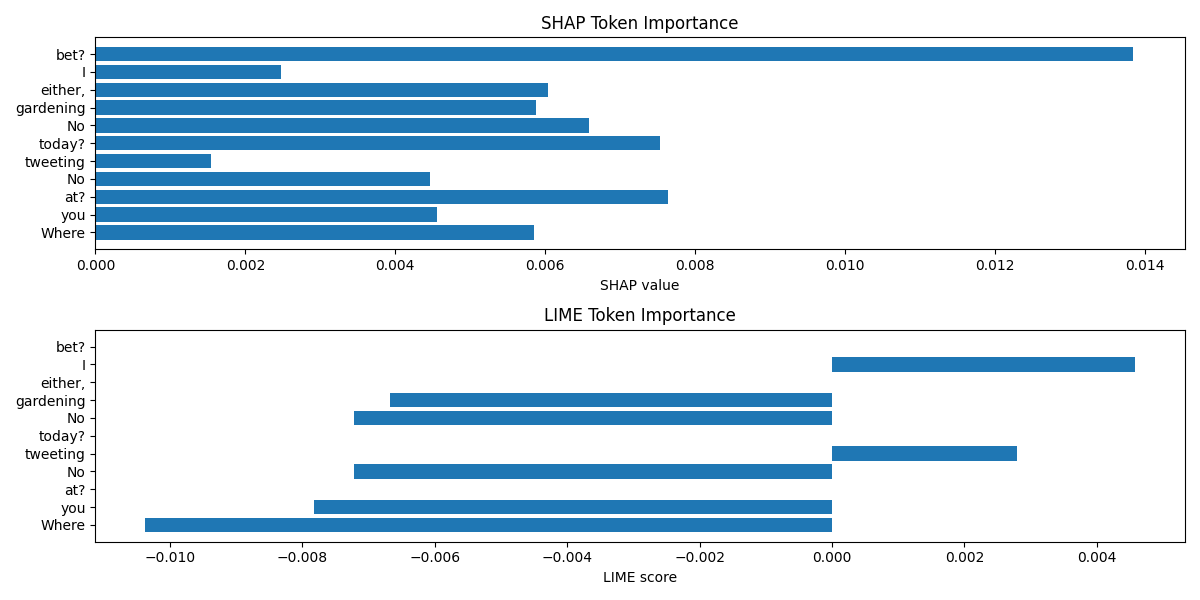 SHAP Token Importance
bet?
I
either,
gardening
No
today?
tweeting
No
at?
you
Where
0.000 0.002 0.004 0.006 0.008 0.010 0.012 0.014
SHAP value
LIME Token Importance
bet?
I
either,
gardening
No
today?
tweeting
No
at?
you
Where
−0.010 −0.008 −0.006 −0.004 −0.002 0.000 0.002 0.004
LIME score